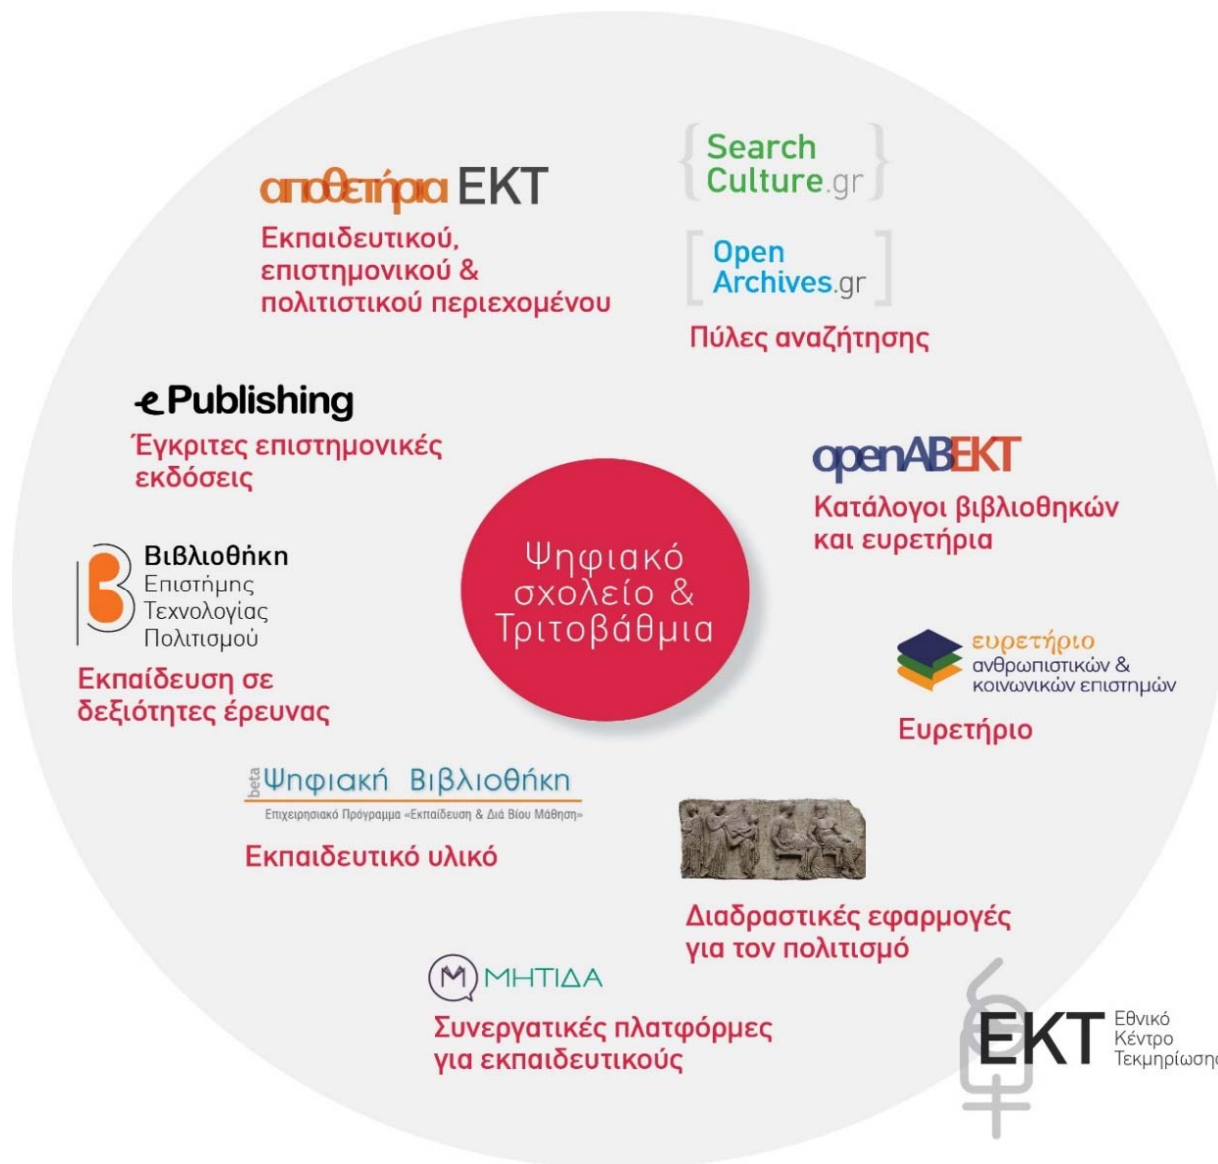 αποθετήρια ΕΚΤ
Εκπαιδευτικού,
επιστημονικού &
πολιτιστικού περιεχομένου
{Search
Culture.gr}
[Open
Archives.gr]
Πύλες αναζήτησης
ePublishing
Έγκριτες επιστημονικές
εκδόσεις
openABEKT
Κατάλογοι βιβλιοθηκών
και ευρετήρια
Βιβλιοθήκη
Επιστήμης
Τεχνολογίας
Πολιτισμού
Εκπαίδευση σε
δεξιότητες έρευνας
Ψηφιακό
σχολείο &
Τριτοβάθμια
ευρετήριο
ανθρωπιστικών &
κοινωνικών επιστημών
Ευρετήριο
beta
Ψηφιακή Βιβλιοθήκη
Επιχειρησιακό Πρόγραμμα «Εκπαίδευση & Διά Βίου Μάθηση»
Εκπαιδευτικό υλικό
Διαδραστικές εφαρμογές
για τον πολιτισμό
ΜΗΤΙΔΑ
Συνεργατικές πλατφόρμες
για εκπαιδευτικούς
ΕΚΤ
Εθνικό
Κέντρο
Τεκμηρίωσης